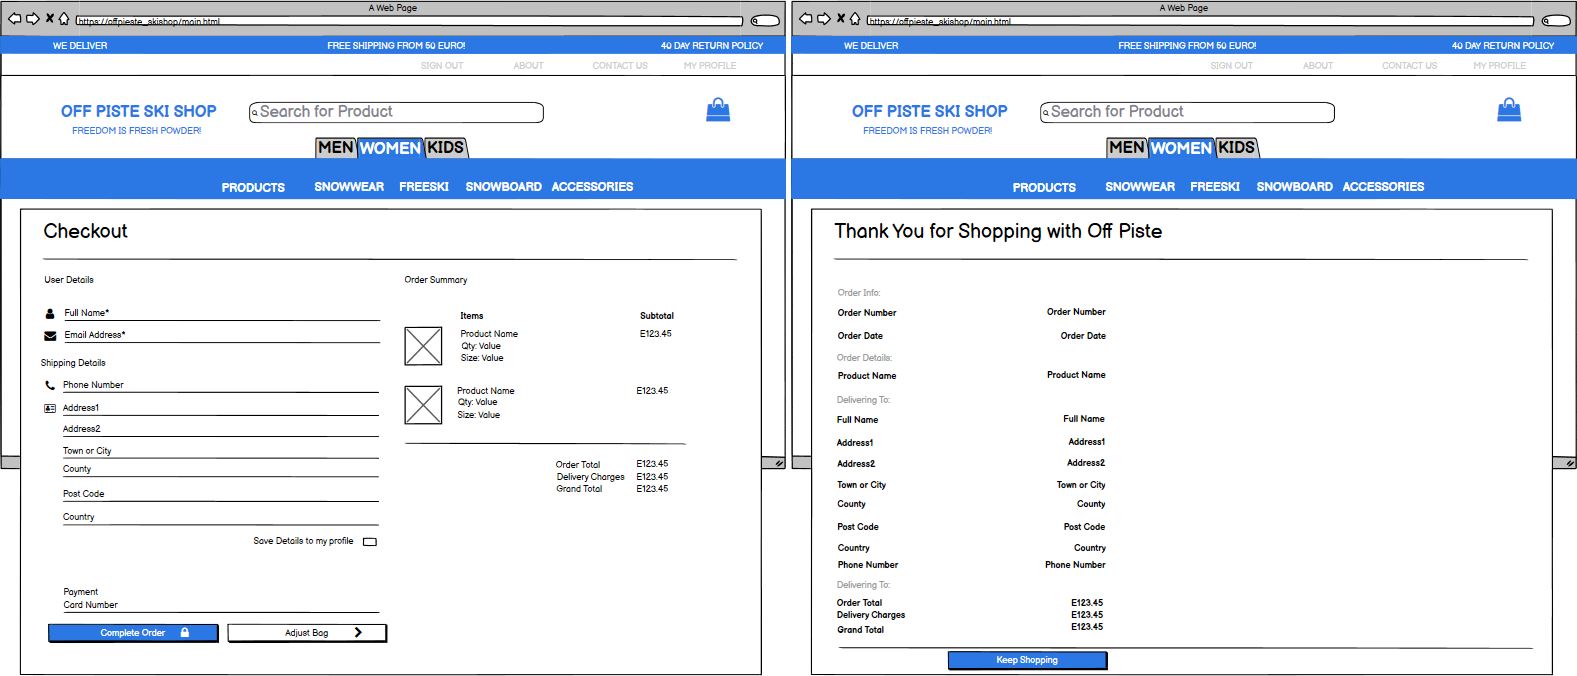 A Web Page
https://offpieste_skishop/main.html
WE DELIVER FREE SHIPPING FROM 50 EURO! 40 DAY RETURN POLICY
SIGN OUT ABOUT CONTACT US MY PROFILE
OFF PISTE SKI SHOP Search for Product
FREEDOM IS FRESH POWDER!
MEN WOMEN KIDS
PRODUCTS SNOWWEAR FREESKI SNOWBOARD ACCESSORIES
Checkout
User Details
Full Name*
Email Address*
Shipping Details
Phone Number
Address1
Address2
Town or City
County
Post Code
Country
Save Details to my profile
Payment
Card Number
Complete Order Adjust Bag
Order Summary
Items Subtotal
Product Name E123.45
Qty: Value
Size: Value
Product Name E123.45
Qty: Value
Size: Value
Order Total E123.45
Delivery Charges E123.45
Grand Total E123.45
A Web Page
https://offpieste_skishop/main.html
WE DELIVER FREE SHIPPING FROM 50 EURO! 40 DAY RETURN POLICY
SIGN OUT ABOUT CONTACT US MY PROFILE
OFF PISTE SKI SHOP Search for Product
FREEDOM IS FRESH POWDER!
MEN WOMEN KIDS
PRODUCTS SNOWWEAR FREESKI SNOWBOARD ACCESSORIES
Thank You for Shopping with Off Piste
Order Info:
Order Number Order Number
Order Date Order Date
Order Details:
Product Name Product Name
Delivering To:
Full Name Full Name
Address1 Address1
Address2 Address2
Town or City Town or City
County County
Post Code Post Code
Country Country
Phone Number Phone Number
Delivering To:
Order Total E123.45
Delivery Charges E123.45
Grand Total E123.45
Keep Shopping